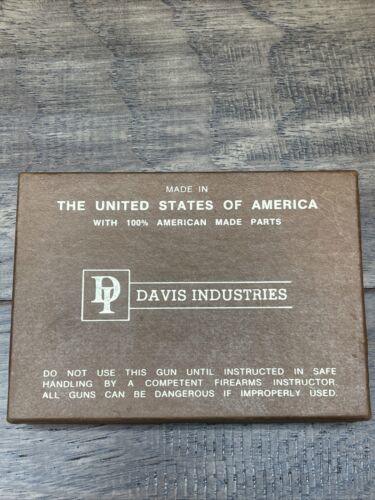 MADE IN
THE UNITED STATES OF AMERICA
WITH 100% AMERICAN MADE PARTS
DI DAVIS INDUSTRIES
DO NOT USE THIS GUN UNTIL INSTRUCTED IN SAFE
HANDLING BY A COMPETENT FIREARMS INSTRUCTOR.
ALL GUNS CAN BE DANGEROUS IF IMPROPERLY USED.